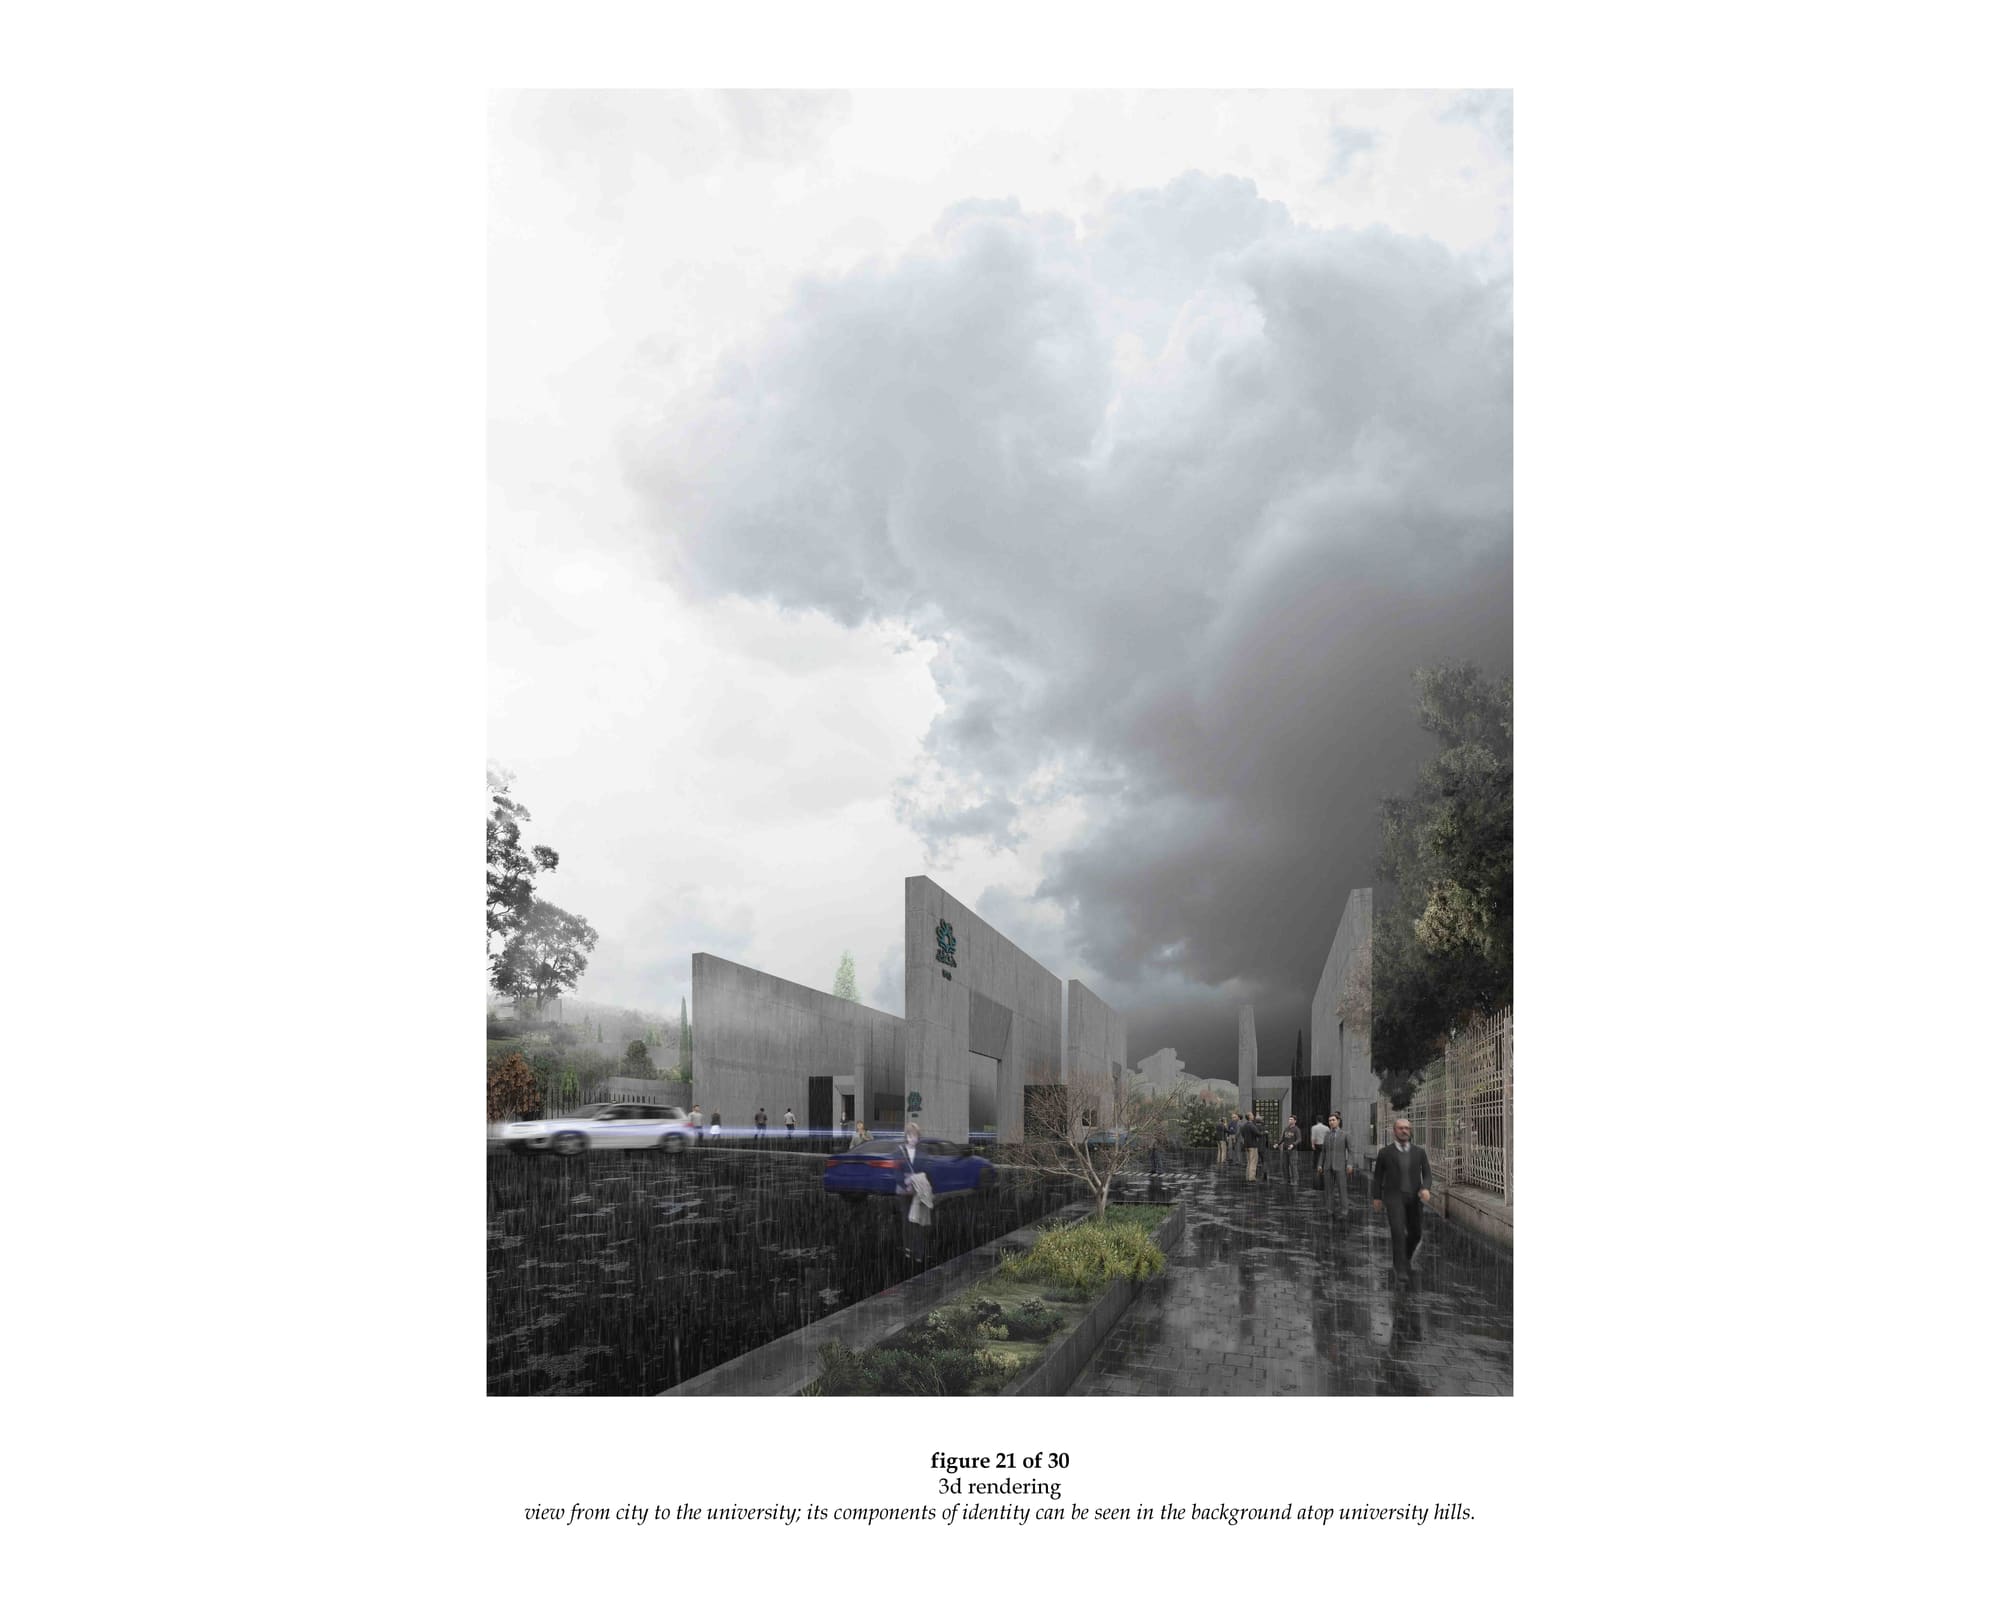 figure 21 of 30
3d rendering
view from city to the university; its components of identity can be seen in the background atop university hills.